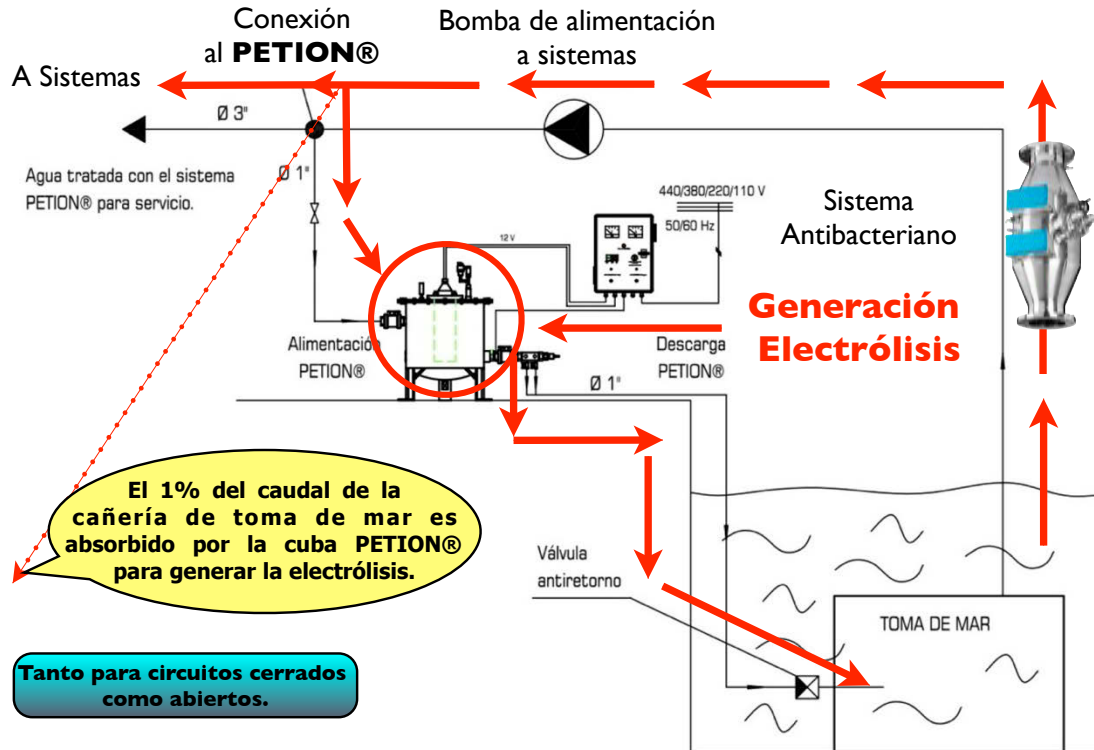 Conexión
al PETION®
Bomba de alimentación
a sistemas
A Sistemas
Ø 3"
Ø 1"
Agua tratada con el sistema
PETION® para servicio.
440/380/220/110 V
50/60 Hz
12 V
Sistema
Antibacteriano
Generación
Electrólisis
Alimentación
PETION®
Descarga
PETION®
Ø 1"
El 1% del caudal de la
cañería de toma de mar es
absorbido por la cuba PETION®
para generar la electrólisis.
Válvula
antiretorno
TOMA DE MAR
Tanto para circuitos cerrados
como abiertos.